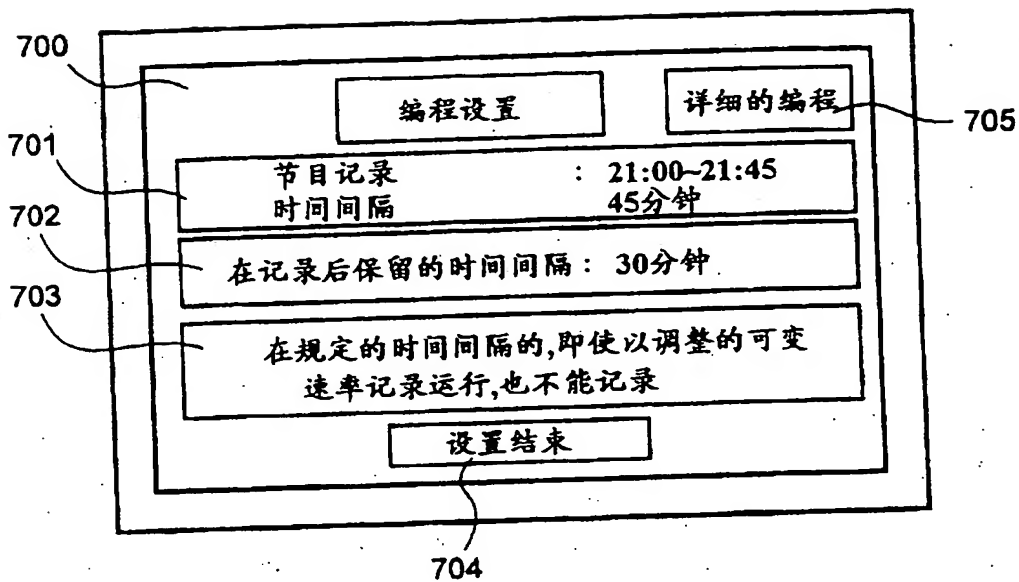 700
编程设置
详细的编程
705
701
节目记录 : 21:00~21:45
时间间隔 45分钟
702
在记录后保留的时间间隔: 30分钟
703
在规定的时间间隔的,即使以调整的可变
速率记录运行,也不能记录
设置结束
704